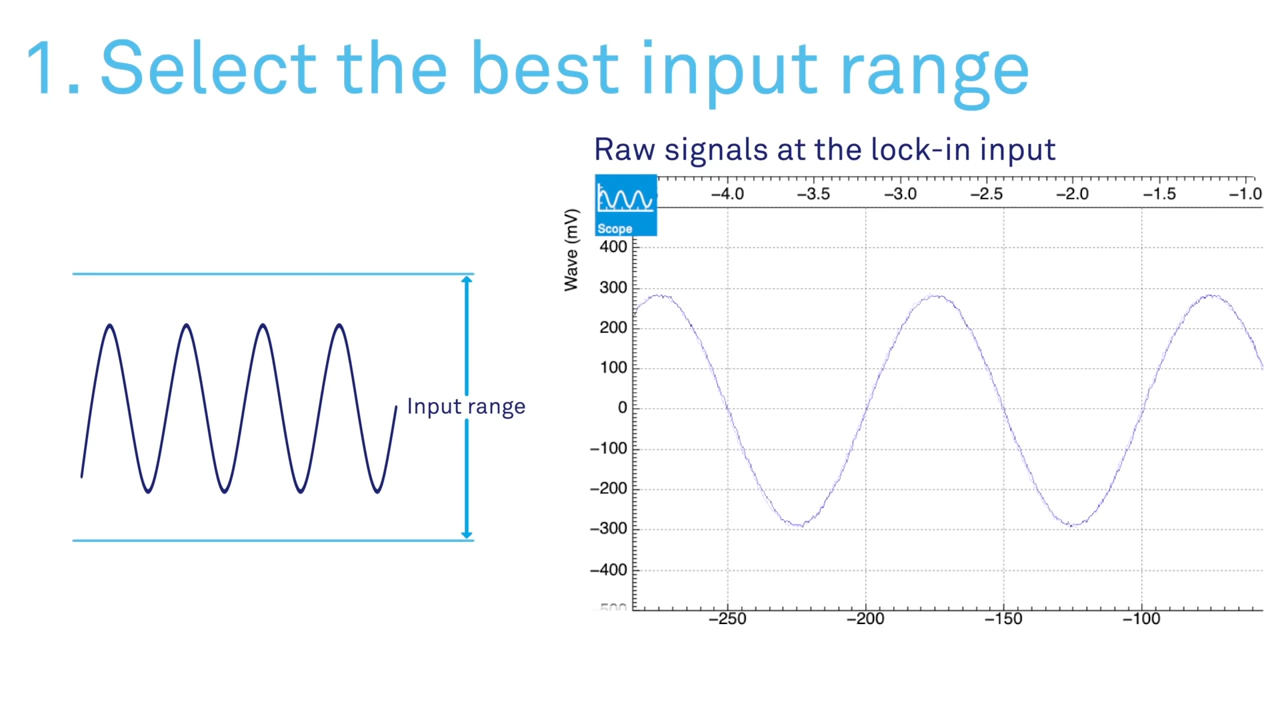 1. Select the best input range
Raw signals at the lock-in input
−4.0 −3.5 −3.0 −2.5 −2.0 −1.5 −1.0
Scope
Wave (mV)
400
300
200
100
0
−100
−200
−300
−400
−500
Input range
−250 −200 −150 −100